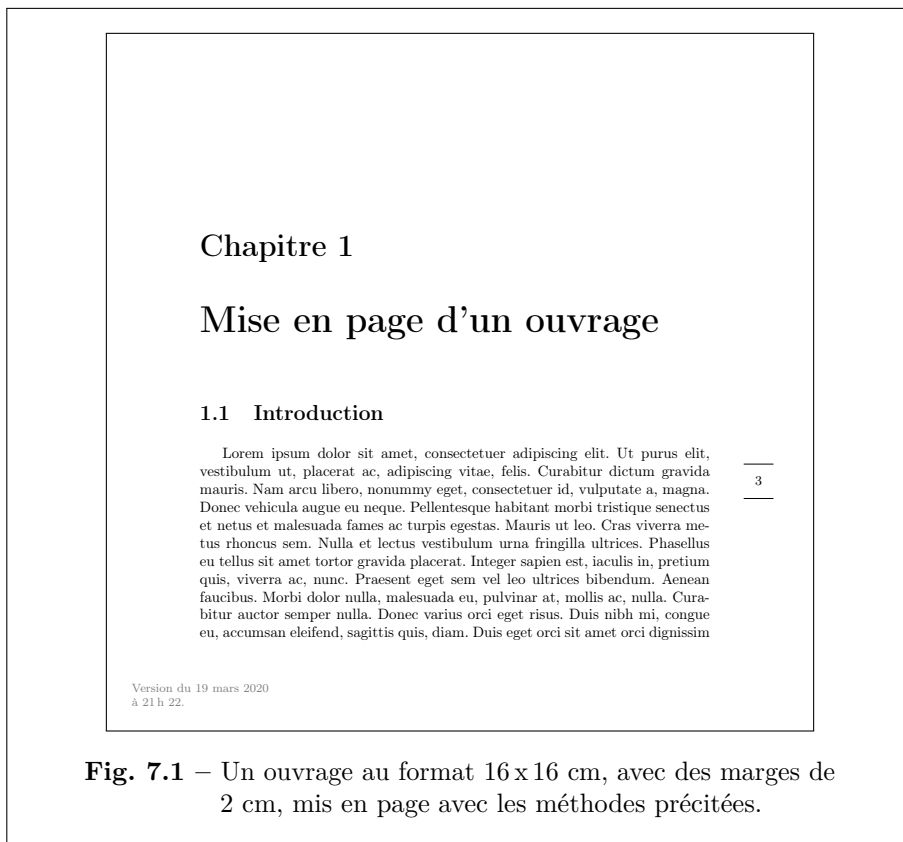 Chapitre 1
Mise en page d'un ouvrage
1.1 Introduction
Lorem ipsum dolor sit amet, consectetuer adipiscing elit. Ut purus elit,
vestibulum ut, placerat ac, adipiscing vitae, felis. Curabitur dictum gravida
mauris. Nam arcu libero, nonummy eget, consectetuer id, vulputate a, magna.
Donec vehicula augue eu neque. Pellentesque habitant morbi tristique senectus
et netus et malesuada fames ac turpis egestas. Mauris ut leo. Cras viverra me-
tus rhoncus sem. Nulla et lectus vestibulum urna fringilla ultrices. Phasellus
eu tellus sit amet tortor gravida placerat. Integer sapien est, iaculis in, pretium
quis, viverra ac, nunc. Praesent eget sem vel leo ultrices bibendum. Aenean
faucibus. Morbi dolor nulla, malesuada eu, pulvinar at, mollis ac, nulla. Cura-
bitur auctor semper nulla. Donec varius orci eget risus. Duis nibh mi, congue
eu, accumsan eleifend, sagittis quis, diam. Duis eget orci sit amet orci dignissim
3
Version du 19 mars 2020
à 21 h 22.
Fig. 7.1 – Un ouvrage au format 16 x 16 cm, avec des marges de
2 cm, mis en page avec les méthodes précitées.